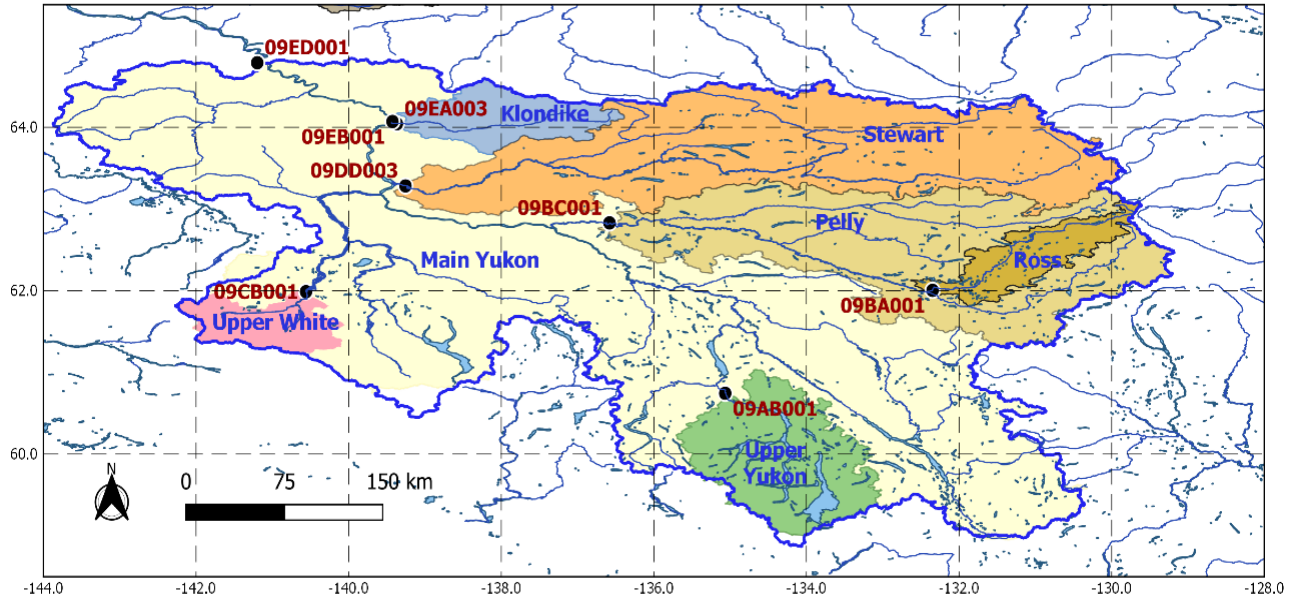 09ED001
09EA003
Klondike
64.0
09EB001
Stewart
09DD003
09BC001
Pelly
Main Yukon
Ross
62.0
09CB001
09BA001
Upper White
09AB001
60.0
Upper
Yukon
N
0 75 150 km
-144.0 -142.0 -140.0 -138.0 -136.0 -134.0 -132.0 -130.0 -128.0